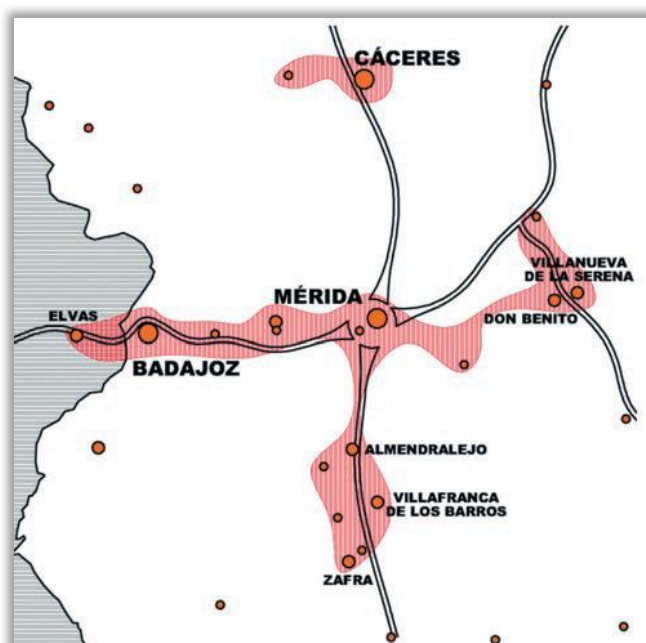 CÁCERES
VILLANUEVA
DE LA SERENA
MÉRIDA
ELVAS
DON BENITO
BADAJOZ
ALMENDRALEJO
VILLAFRANCA
DE LOS BARROS
ZAFRA